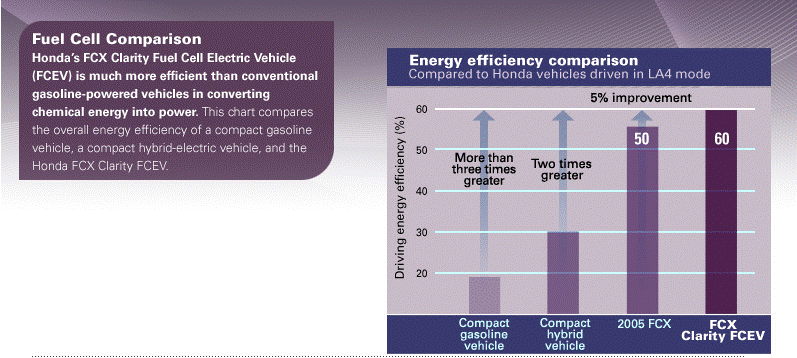 Fuel Cell Comparison
Honda's FCX Clarity Fuel Cell Electric Vehicle
(FCEV) is much more efficient than conventional
gasoline-powered vehicles in converting
chemical energy into power. This chart compares
the overall energy efficiency of a compact gasoline
vehicle, a compact hybrid-electric vehicle, and the
Honda FCX Clarity FCEV.
Energy efficiency comparison
Compared to Honda vehicles driven in LA4 mode
5% improvement
Driving energy efficiency (%)
60
50
40
30
20
More than
three times
greater
Two times
greater
50
60
Compact
gasoline
vehicle
Compact
hybrid
vehicle
2005 FCX
FCX
Clarity FCEV